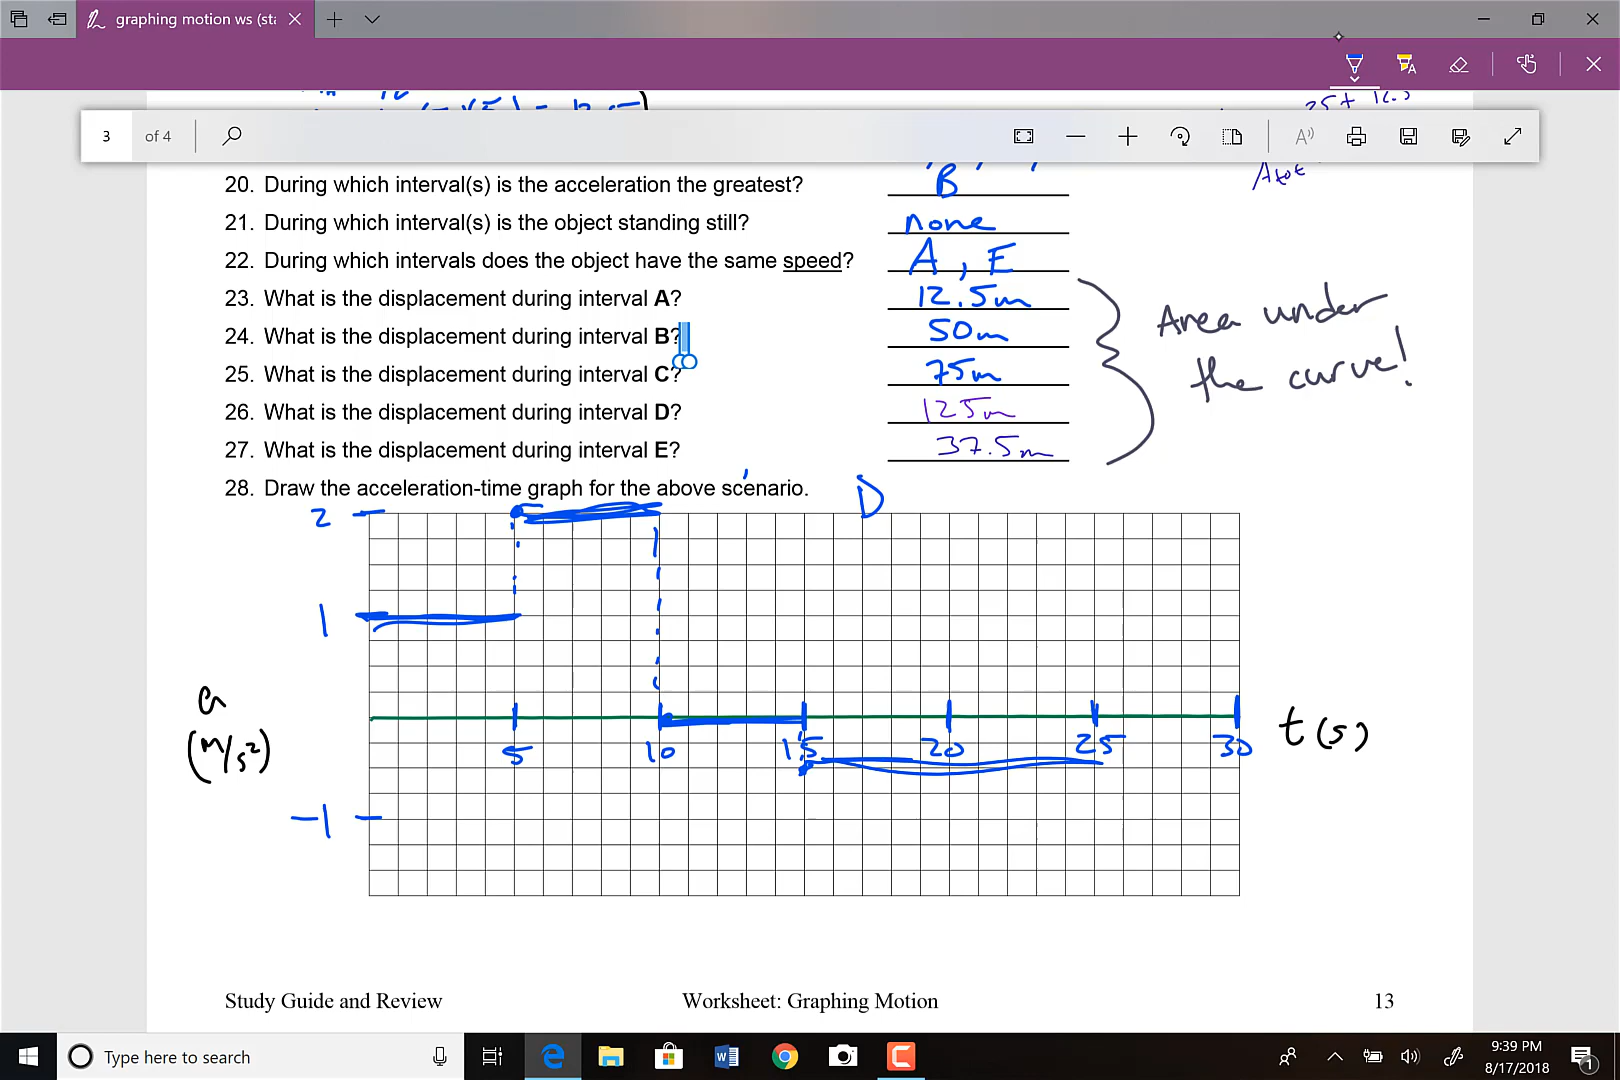 graphing motion ws (sta
25 + 12.5
3 of 4
Atot
20. During which interval(s) is the acceleration the greatest? B
21. During which interval(s) is the object standing still? none
22. During which intervals does the object have the same speed? A, E
23. What is the displacement during interval A? 12.5m
24. What is the displacement during interval B? 50m
25. What is the displacement during interval C? 75m
26. What is the displacement during interval D? 125m
27. What is the displacement during interval E? 37.5m
Area under
the curve!
28. Draw the acceleration-time graph for the above scenario. D
2
1
a
(m/s²)
5 10 15 20 25 30
t (s)
-1
Study Guide and Review Worksheet: Graphing Motion 13
Type here to search
9:39 PM
8/17/2018
1